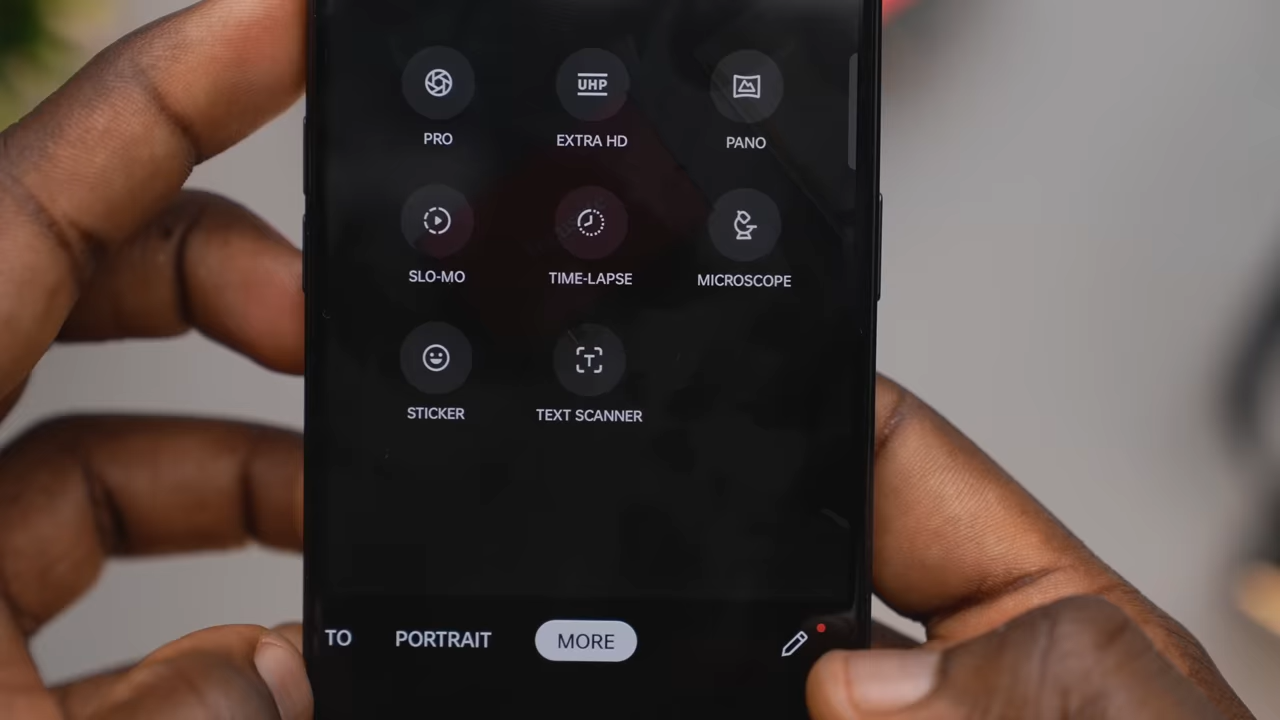 UHP
PRO
EXTRA HD
PANO
SLO-MO
TIME-LAPSE
MICROSCOPE
T
STICKER
TEXT SCANNER
TO
PORTRAIT
MORE